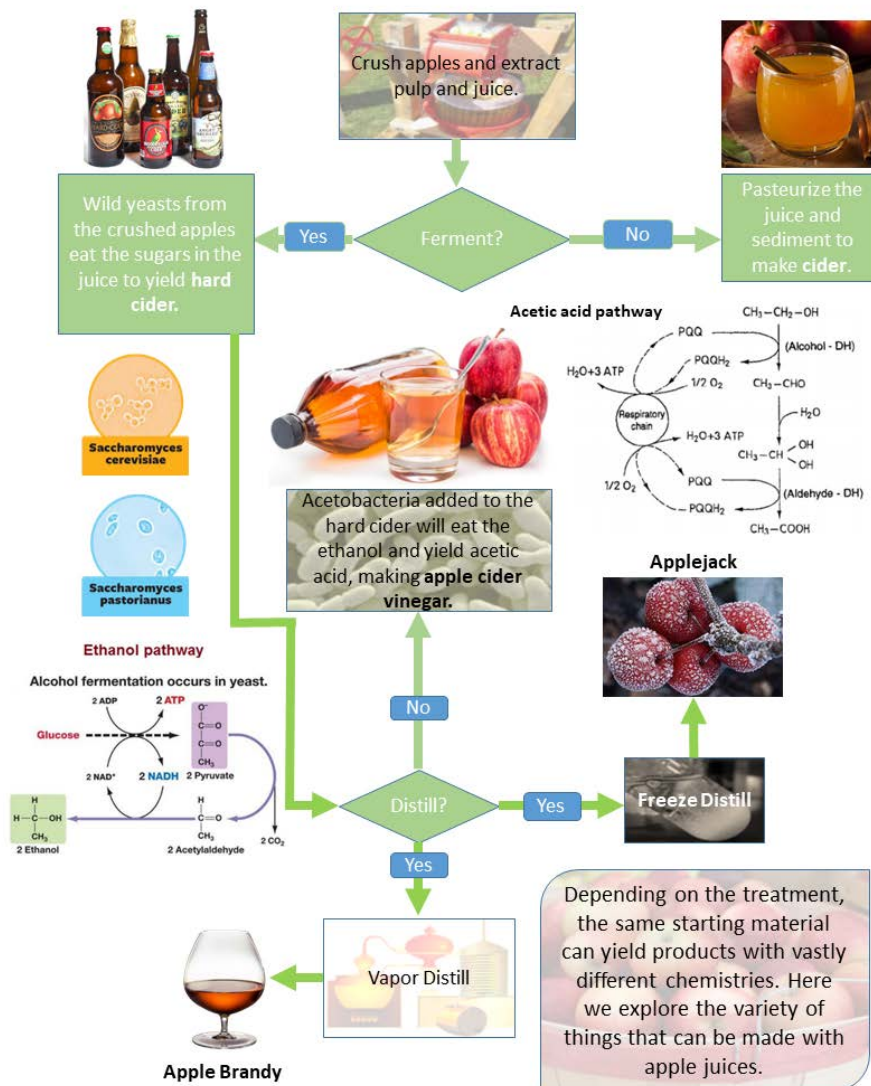 Crush apples and extract
pulp and juice.
Wild yeasts from
the crushed apples
eat the sugars in the
juice to yield hard
cider.
Yes
Ferment?
No
Pasteurize the
juice and
sediment to
make cider.
Acetic acid pathway
CH₃-CH₂-OH
PQQ
(Alcohol - DH)
PQQH₂
H₂O+3 ATP
1/2 O₂
CH₃-CHO
Respiratory
chain
H₂O
H₂O+3 ATP
OH
CH₃-CH
OH
1/2 O₂
PQQ
(Aldehyde - DH)
PQQH₂
CH₃-COOH
Saccharomyces
cerevisiae
Saccharomyces
pastorianus
Acetobacteria added to the
hard cider will eat the
ethanol and yield acetic
acid, making apple cider
vinegar.
Applejack
Ethanol pathway
Alcohol fermentation occurs in yeast.
2 ADP
2 ATP
O⁻
C=O
C=O
CH₃
Glucose
2 NAD⁺
2 NADH
2 Pyruvate
H
H-C-OH
CH₃
2 Ethanol
H
C=O
CH₃
2 Acetylaldehyde
2 CO₂
No
Distill?
Yes
Freeze Distill
Yes
Vapor Distill
Apple Brandy
Depending on the treatment,
the same starting material
can yield products with vastly
different chemistries. Here
we explore the variety of
things that can be made with
apple juices.